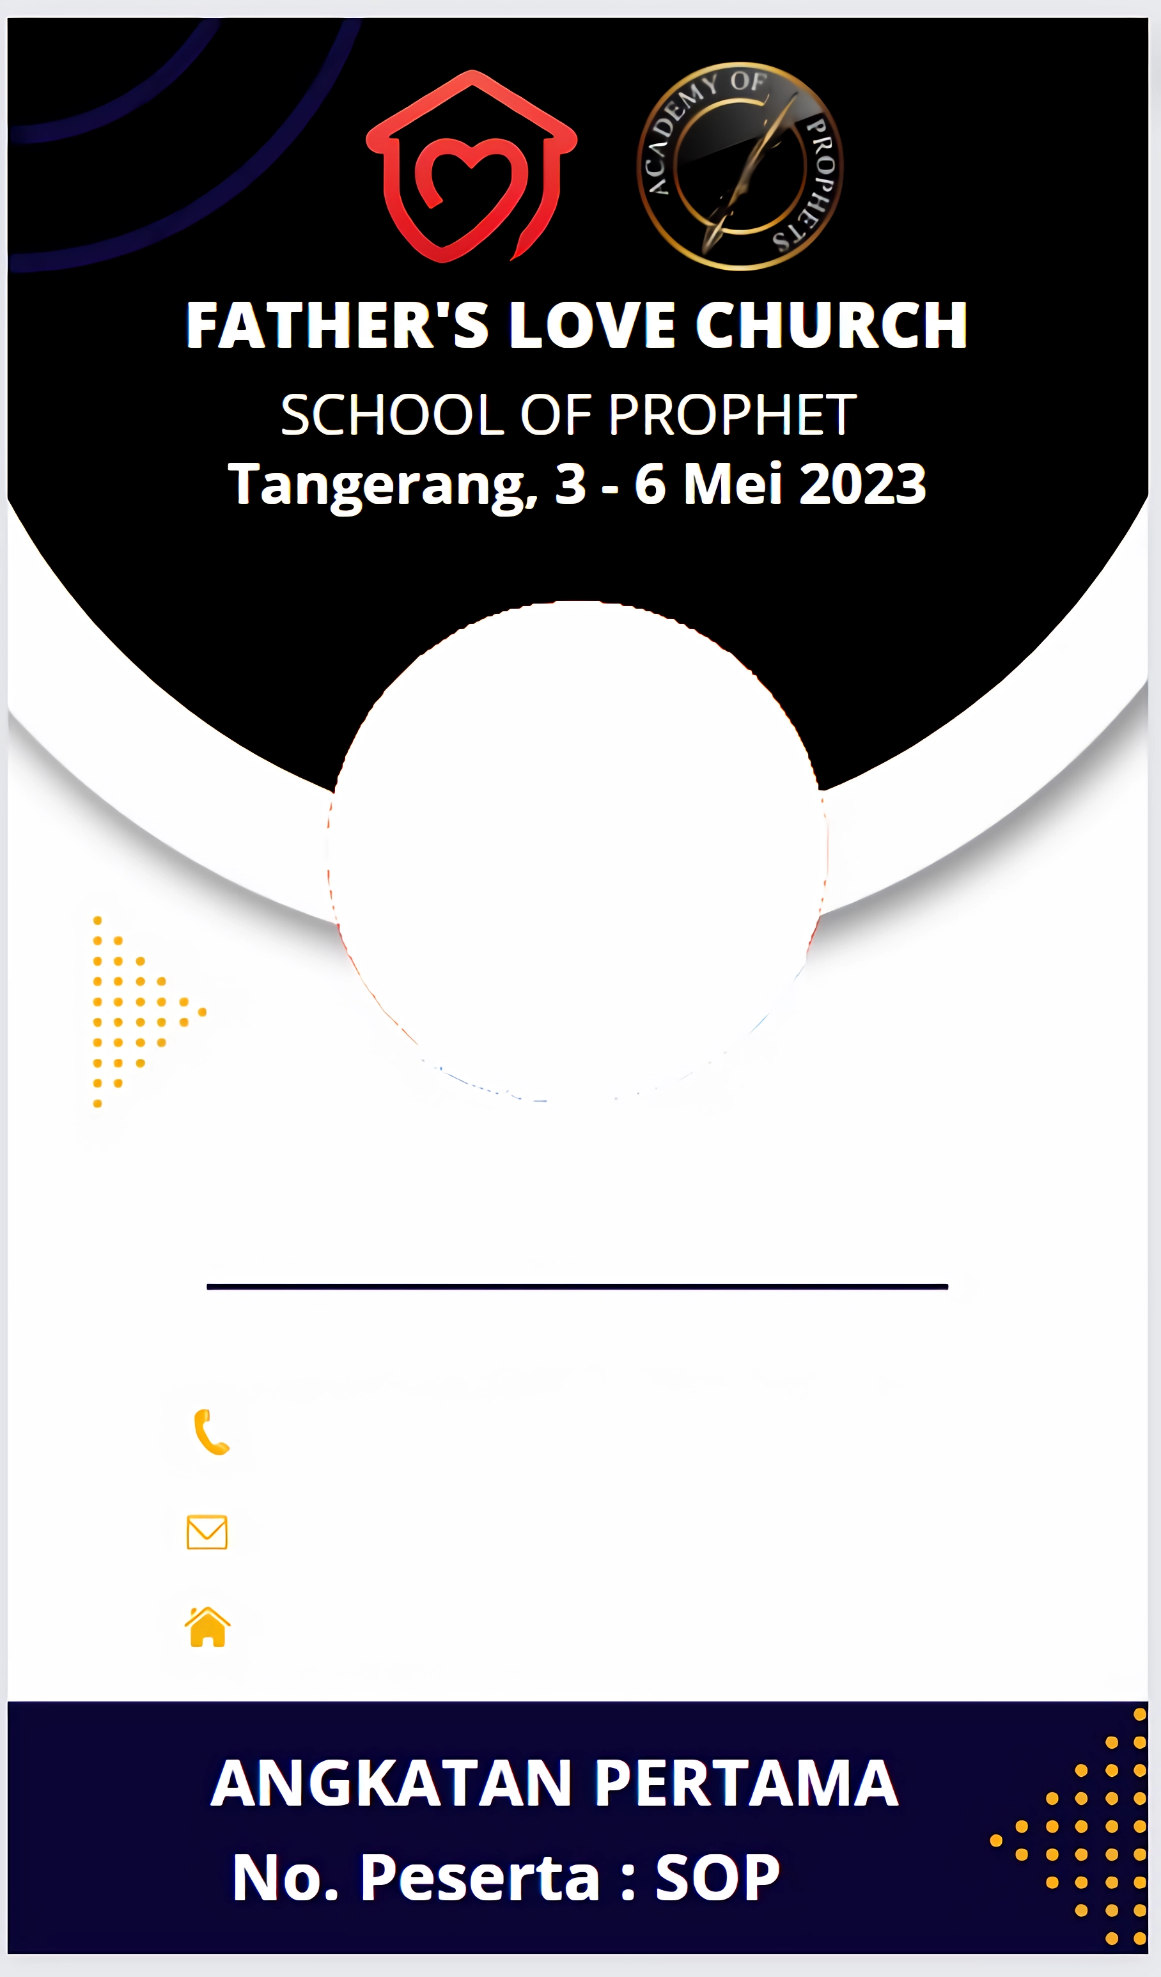 ACADEMY OF PROPHETS
FATHER'S LOVE CHURCH
SCHOOL OF PROPHET
Tangerang, 3 - 6 Mei 2023
ANGKATAN PERTAMA
No. Peserta : SOP